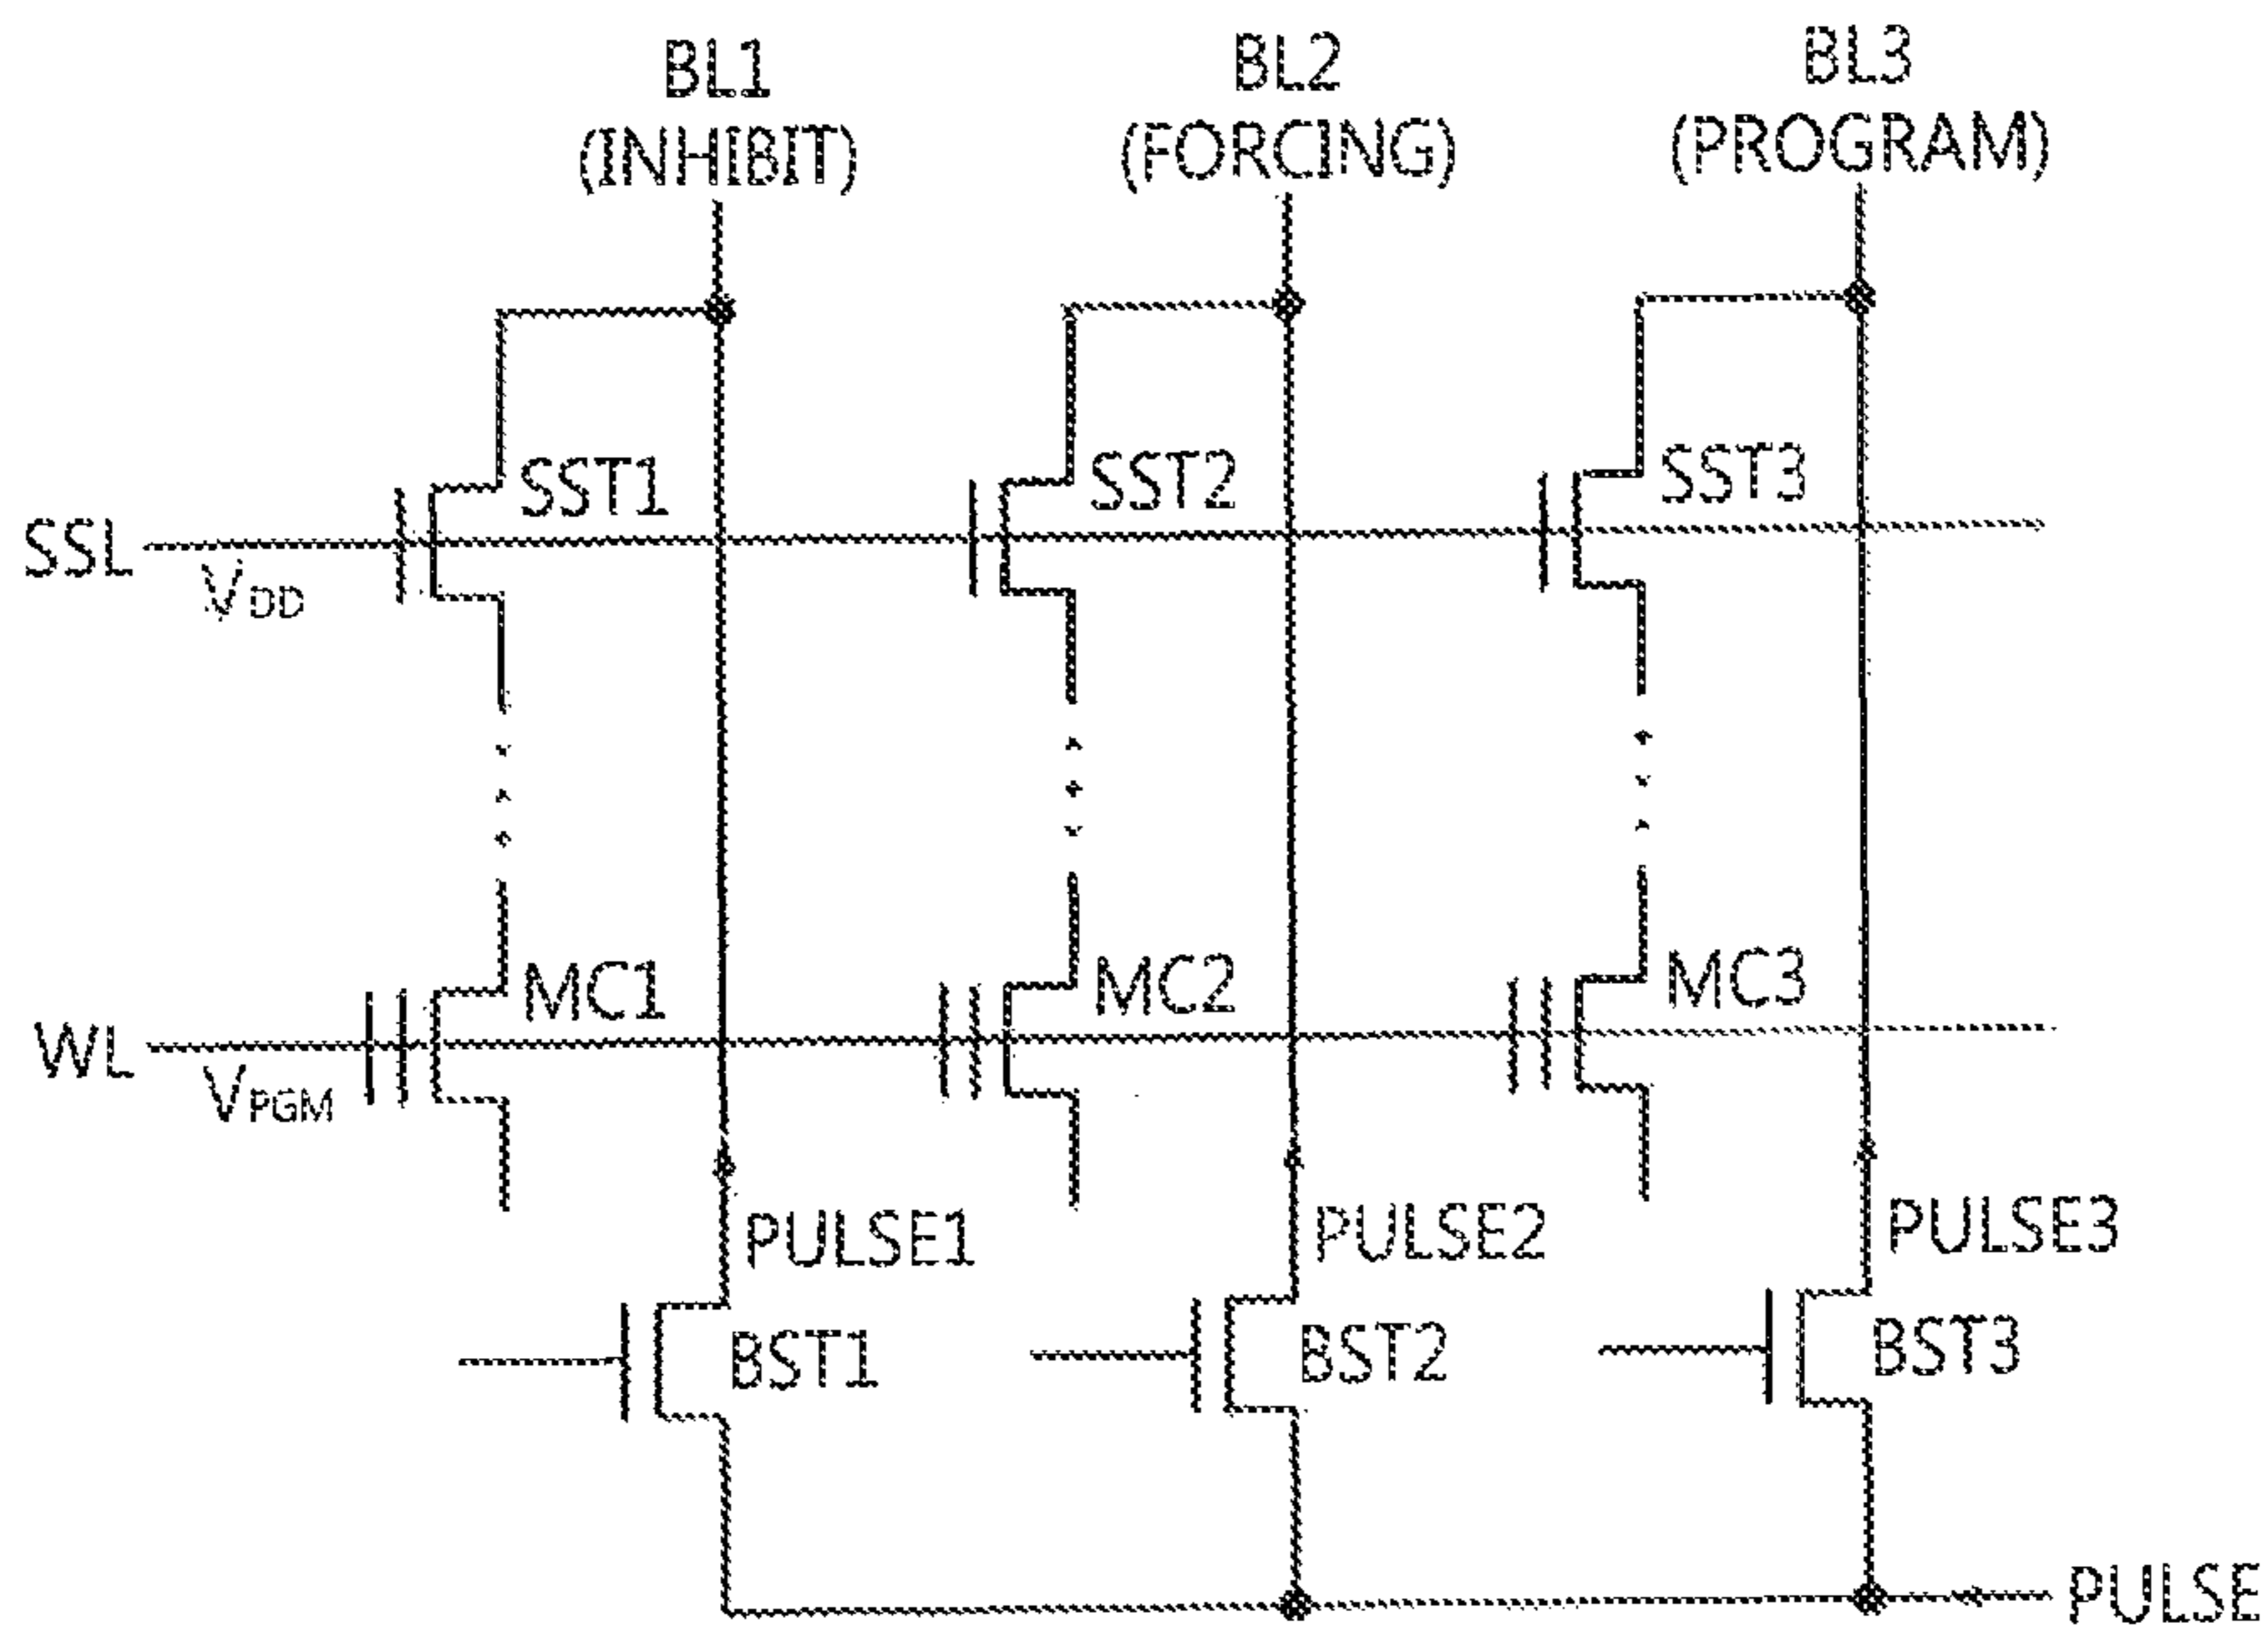 BL1
(INHIBIT)
BL2
(FORCING)
BL3
(PROGRAM)
SST1
SST2
SST3
SSL
VDD
MC1
MC2
MC3
WL
VPGM
PULSE1
PULSE2
PULSE3
BST1
BST2
BST3
PULSE